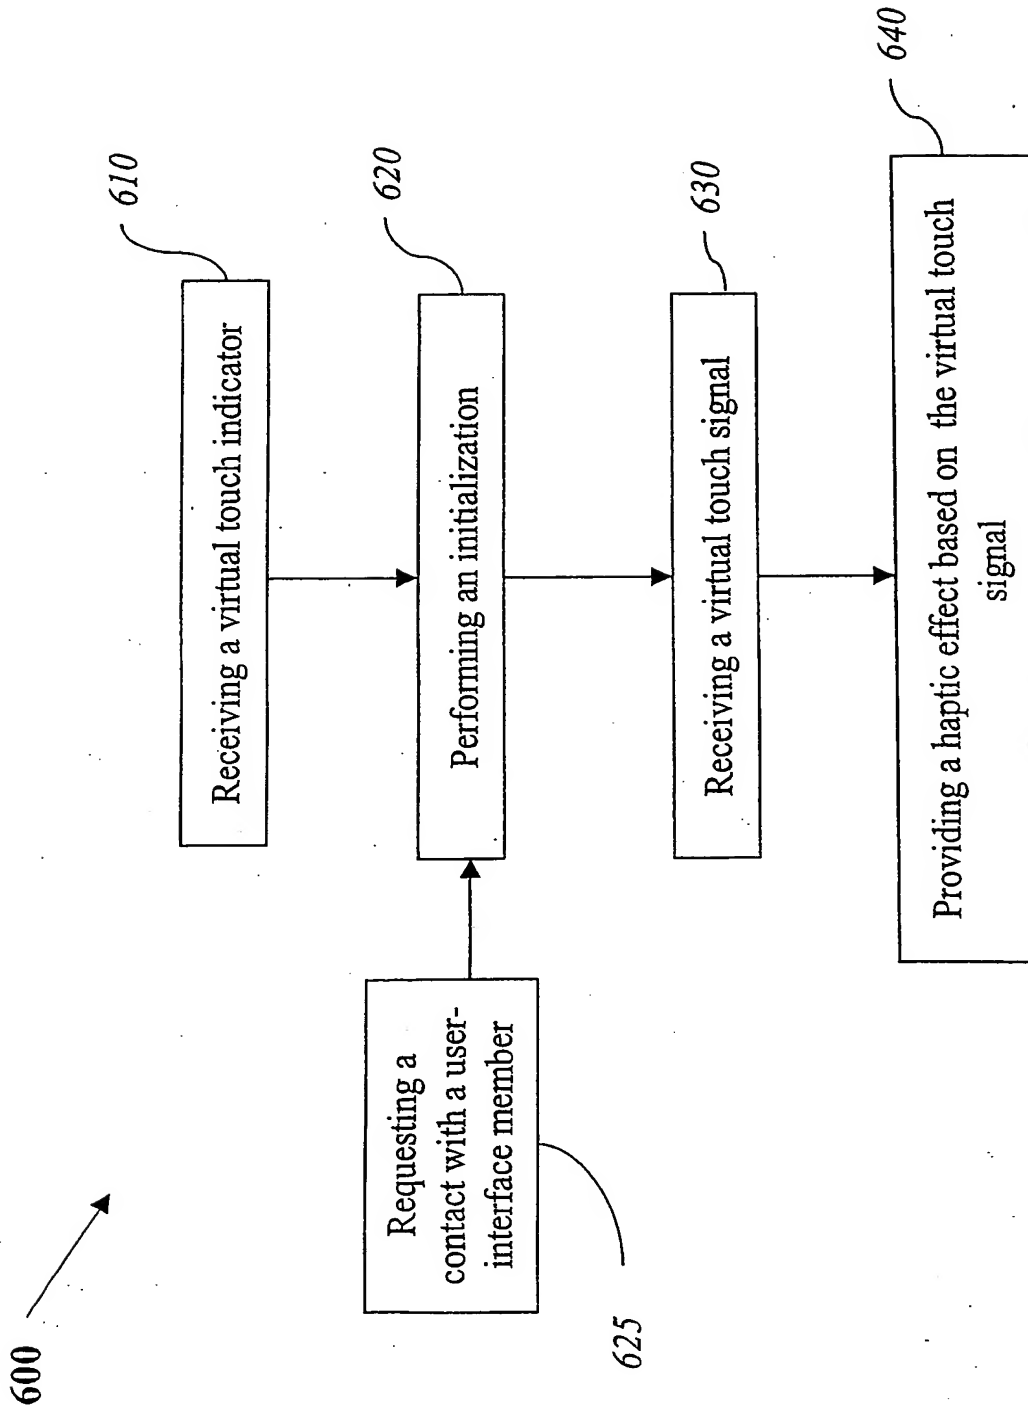 600
610
Receiving a virtual touch indicator
620
Performing an initialization
Requesting a
contact with a user-
interface member
625
630
Receiving a virtual touch signal
640
Providing a haptic effect based on the virtual touch
signal